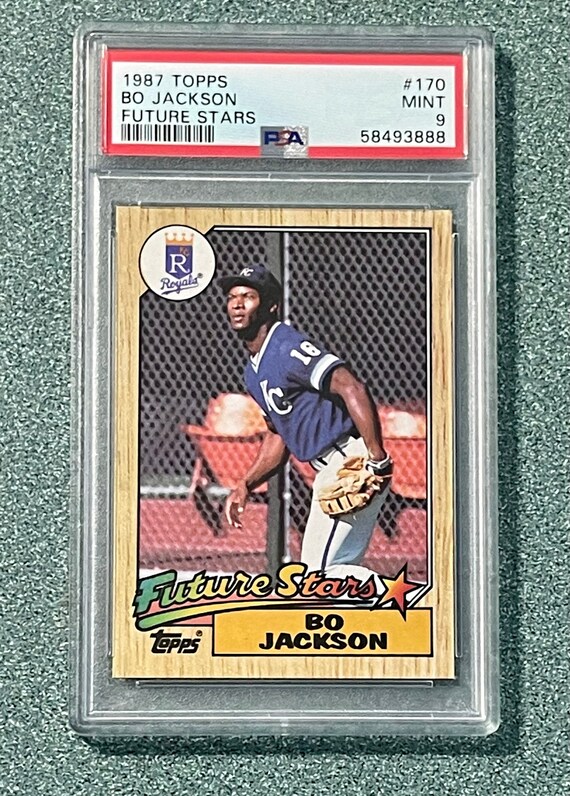 1987 TOPPS
BO JACKSON
FUTURE STARS
#170
MINT
9
58493888
PSA
KC
R
Royals®
KC
18
Future Stars
TOPPS®
BO
JACKSON